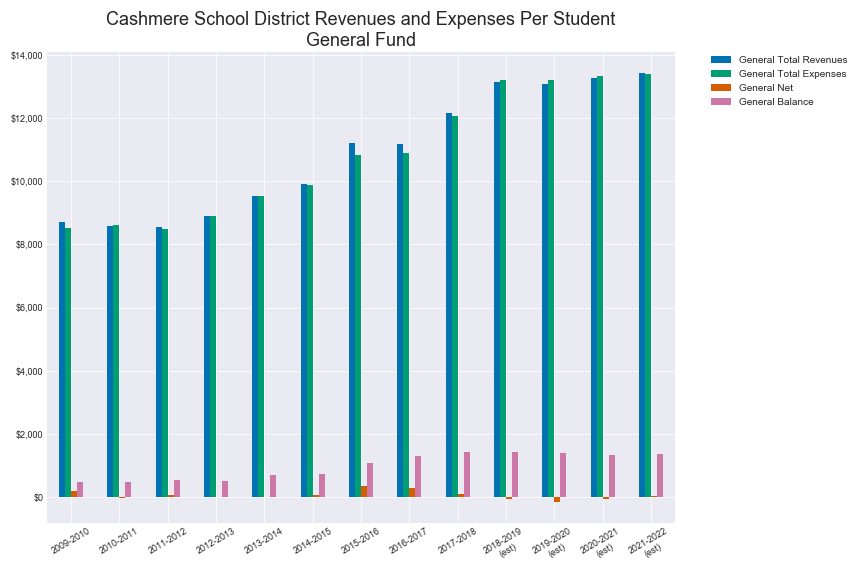 Cashmere School District Revenues and Expenses Per Student
General Fund
$14,000
$12,000
$10,000
$8,000
$6,000
$4,000
$2,000
$0
2009-2010
2010-2011
2011-2012
2012-2013
2013-2014
2014-2015
2015-2016
2016-2017
2017-2018
2018-2019
(est)
2019-2020
(est)
2020-2021
(est)
2021-2022
(est)
General Total Revenues
General Total Expenses
General Net
General Balance